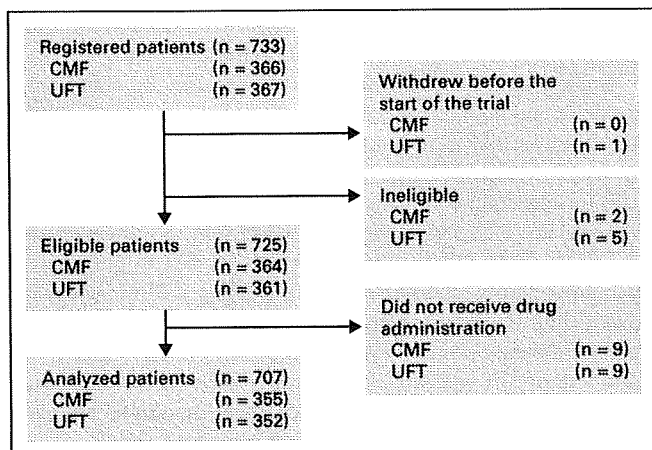 Registered patients (n = 733)
CMF (n = 366)
UFT (n = 367)
Withdrew before the
start of the trial
CMF (n = 0)
UFT (n = 1)
Ineligible
CMF (n = 2)
UFT (n = 5)
Eligible patients (n = 725)
CMF (n = 364)
UFT (n = 361)
Did not receive drug
administration
CMF (n = 9)
UFT (n = 9)
Analyzed patients (n = 707)
CMF (n = 355)
UFT (n = 352)